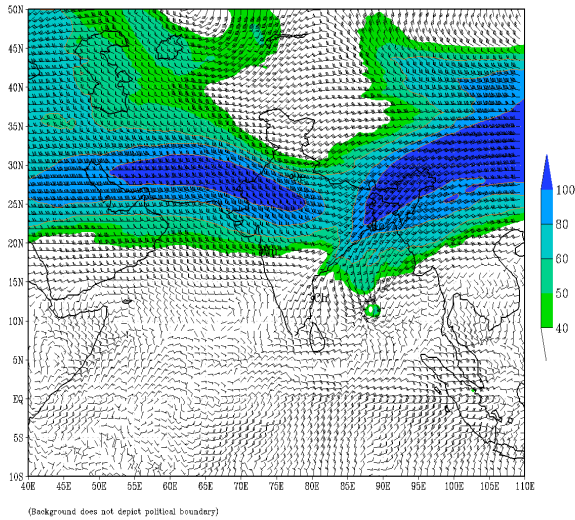 50N
45N
40N
35N
30N
25N
20N
15N
10N
5N
EQ
5S
10S
40E 45E 50E 55E 60E 65E 70E 75E 80E 85E 90E 95E 100E 105E 110E
100
80
60
50
40
(Background does not depict political boundary)